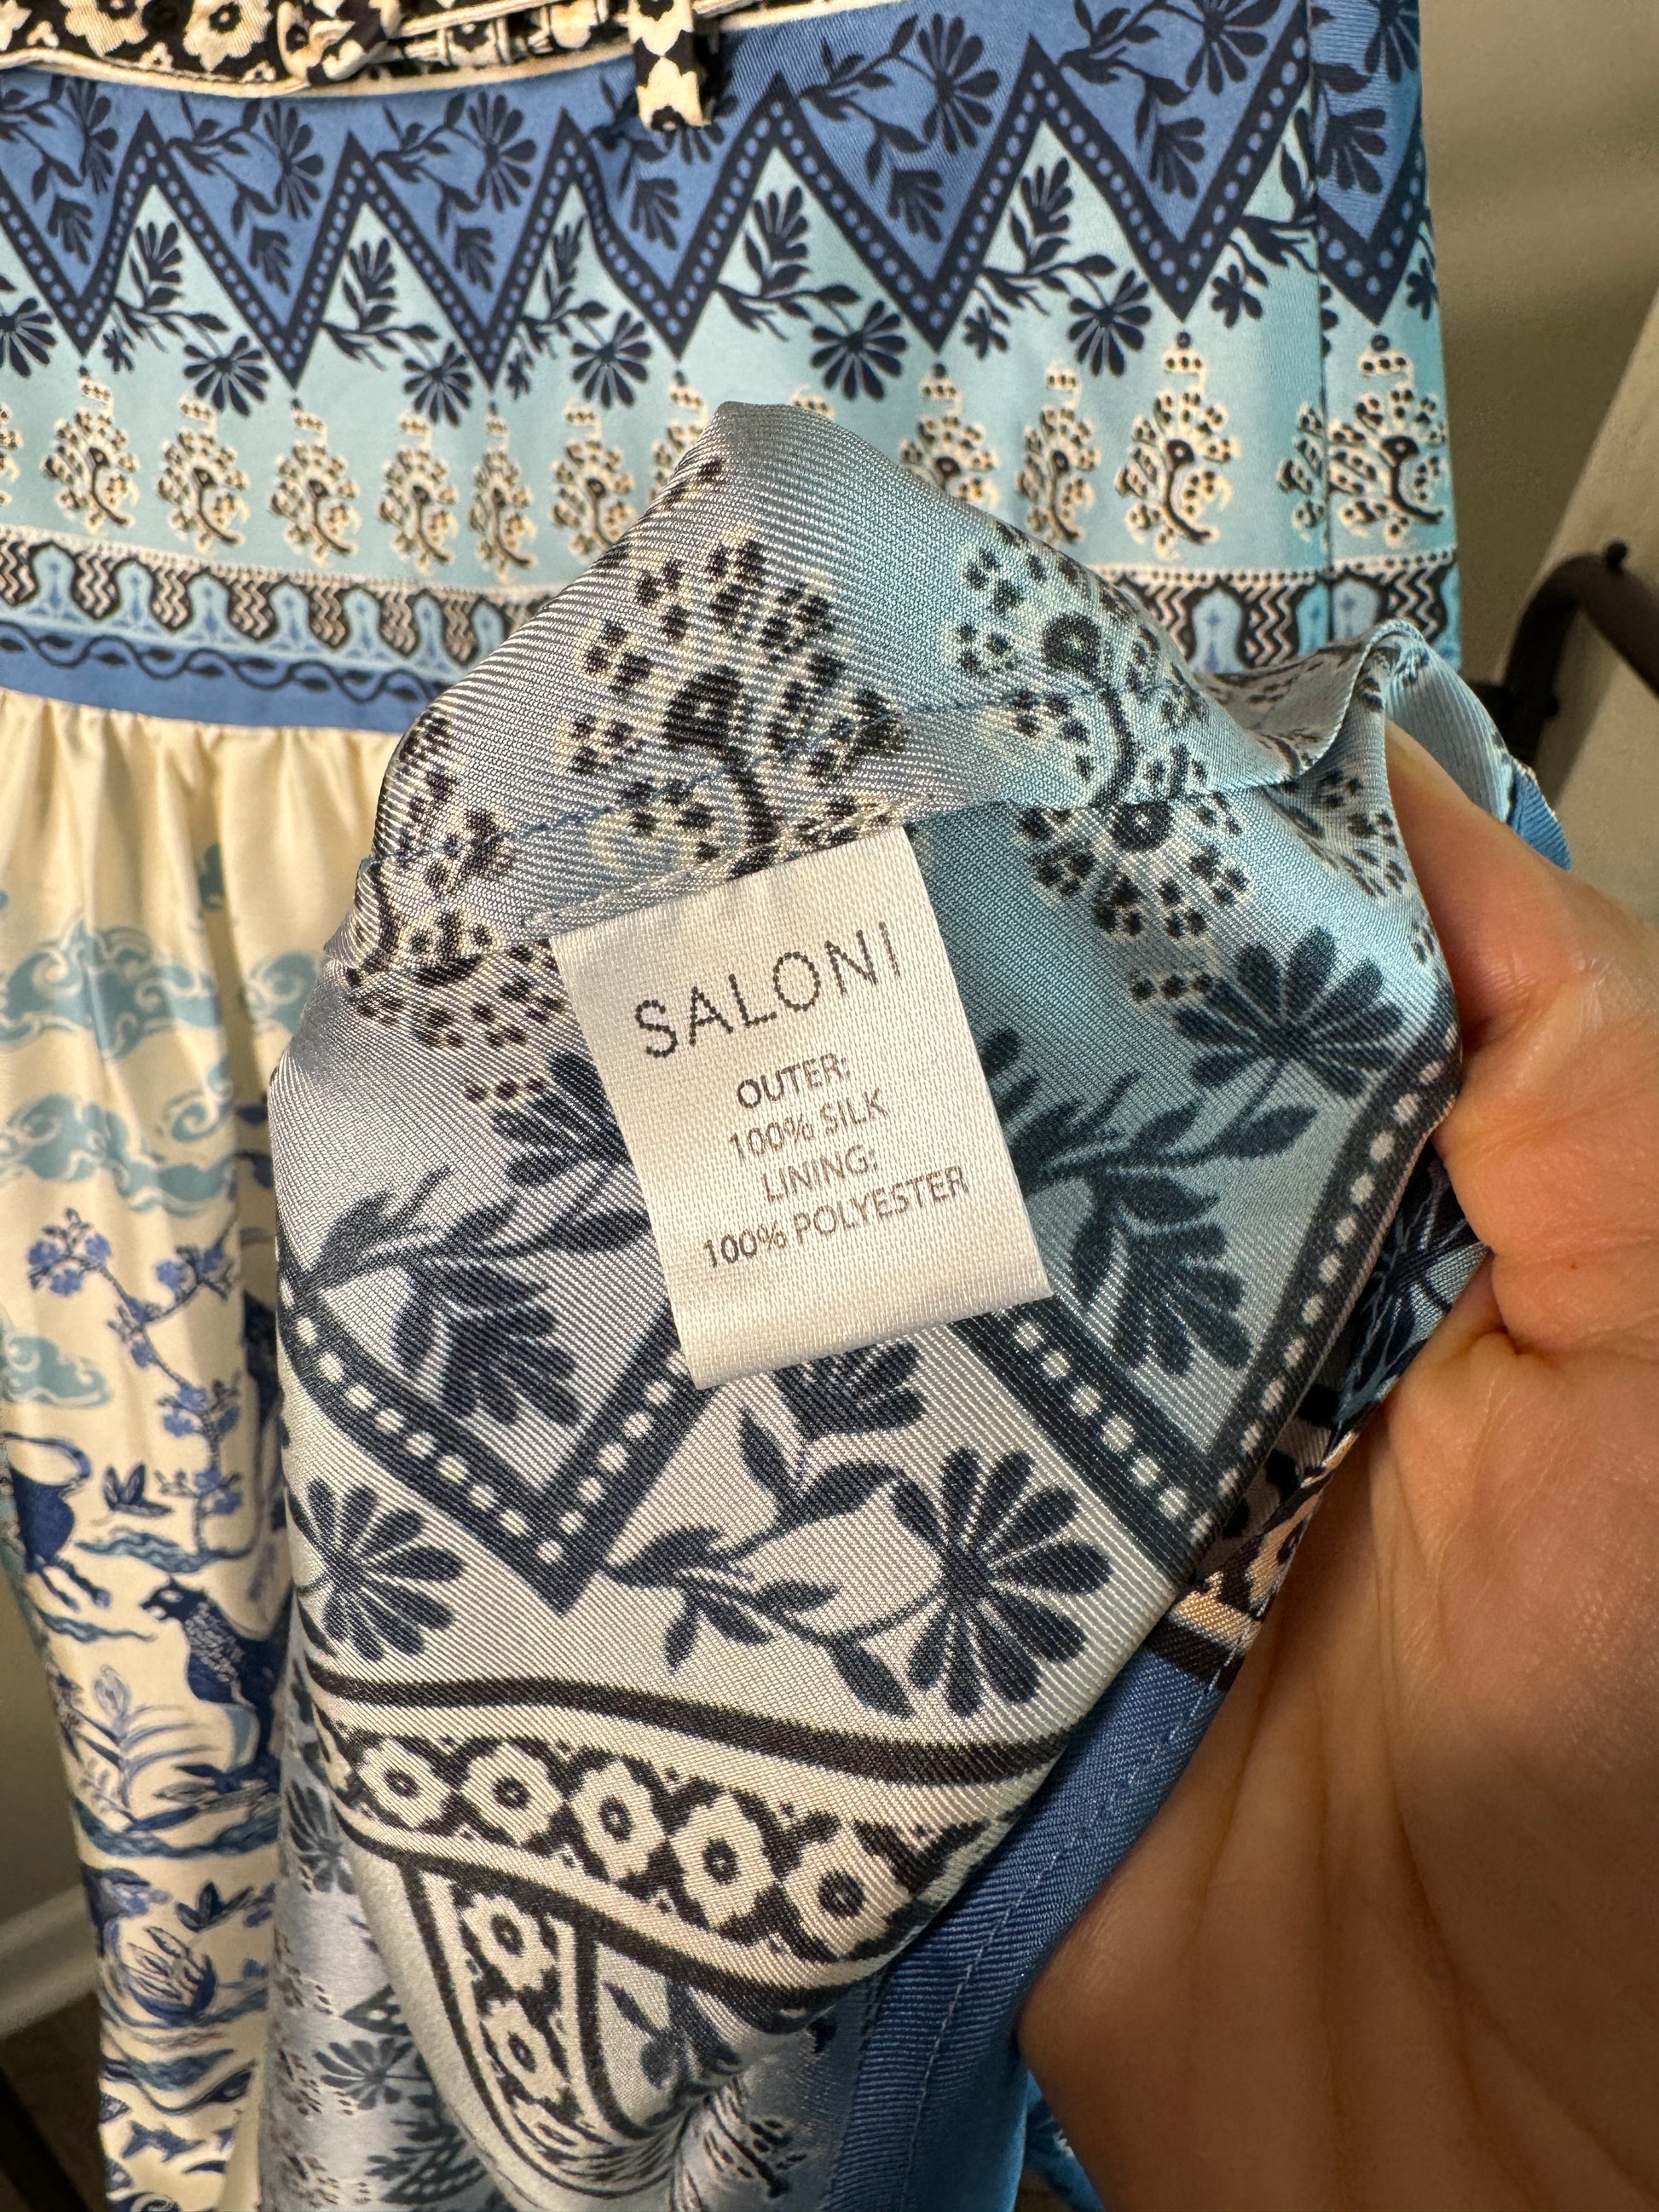 SALONI
OUTER:
100% SILK
LINING:
100% POLYESTER